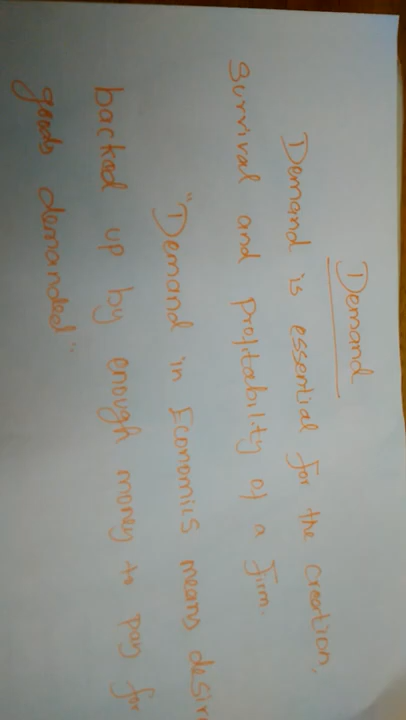 Demand
Demand is essential for the creation,
survival and profitability of a firm.
"Demand in Economics means desire
backed up by enough money to pay for
goods demanded"